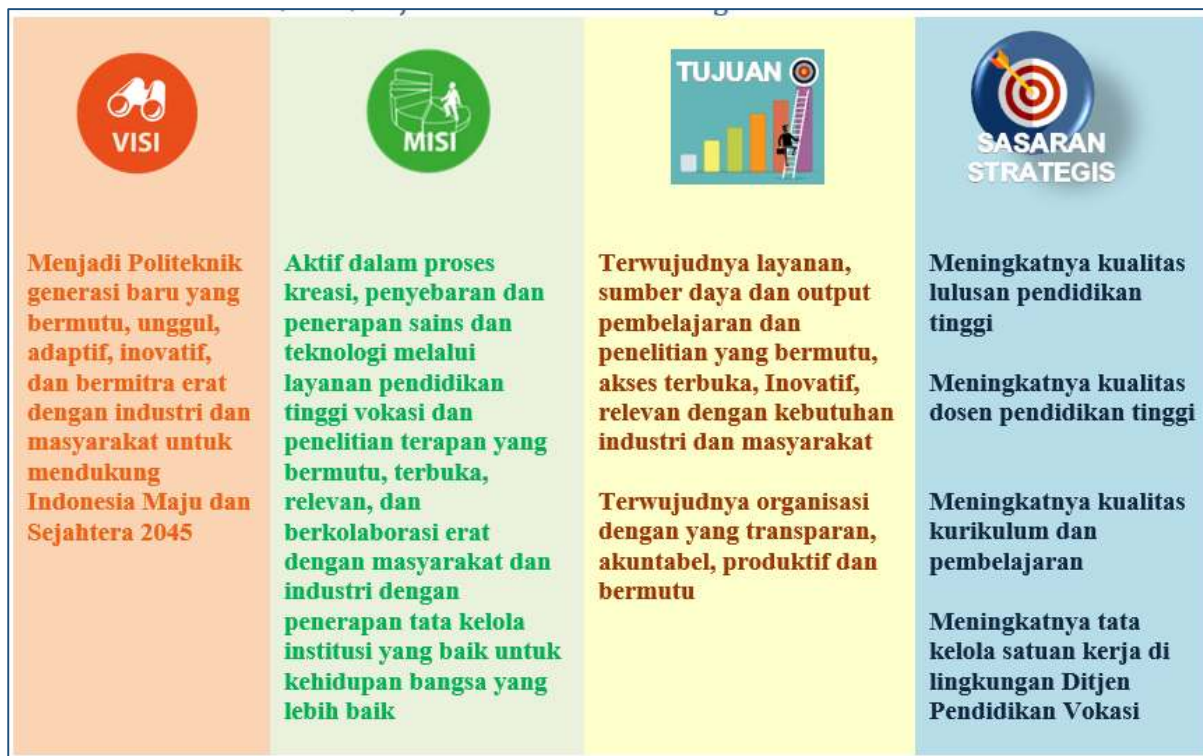 VISI
Menjadi Politeknik
generasi baru yang
bermutu, unggul,
adaptif, inovatif,
dan bermitra erat
dengan industri dan
masyarakat untuk
mendukung
Indonesia Maju dan
Sejahtera 2045
MISI
Aktif dalam proses
kreasi, penyebaran dan
penerapan sains dan
teknologi melalui
layanan pendidikan
tinggi vokasi dan
penelitian terapan yang
bermutu, terbuka,
relevan, dan
berkolaborasi erat
dengan masyarakat dan
industri dengan
penerapan tata kelola
institusi yang baik untuk
kehidupan bangsa yang
lebih baik
TUJUAN
Terwujudnya layanan,
sumber daya dan output
pembelajaran dan
penelitian yang bermutu,
akses terbuka, Inovatif,
relevan dengan kebutuhan
industri dan masyarakat
Terwujudnya organisasi
dengan yang transparan,
akuntabel, produktif dan
bermutu
SASARAN
STRATEGIS
Meningkatnya kualitas
lulusan pendidikan
tinggi
Meningkatnya kualitas
dosen pendidikan tinggi
Meningkatnya kualitas
kurikulum dan
pembelajaran
Meningkatnya tata
kelola satuan kerja di
lingkungan Ditjen
Pendidikan Vokasi